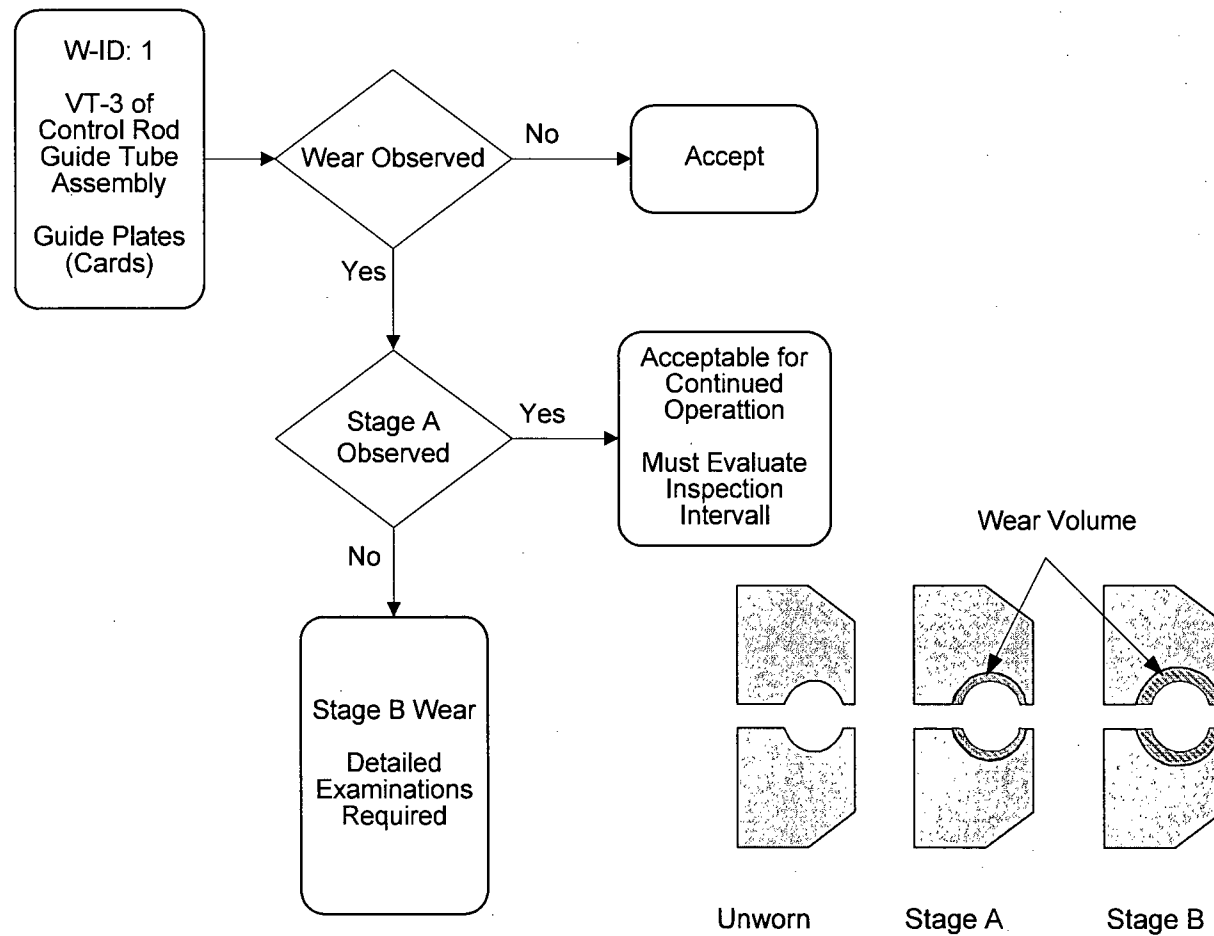 W-ID: 1
VT-3 of
Control Rod
Guide Tube
Assembly
Guide Plates
(Cards)
Wear Observed
No
Accept
Yes
Stage A
Observed
Yes
Acceptable for
Continued
Operattion
Must Evaluate
Inspection
Intervall
No
Stage B Wear
Detailed
Examinations
Required
Wear Volume
Unworn
Stage A
Stage B